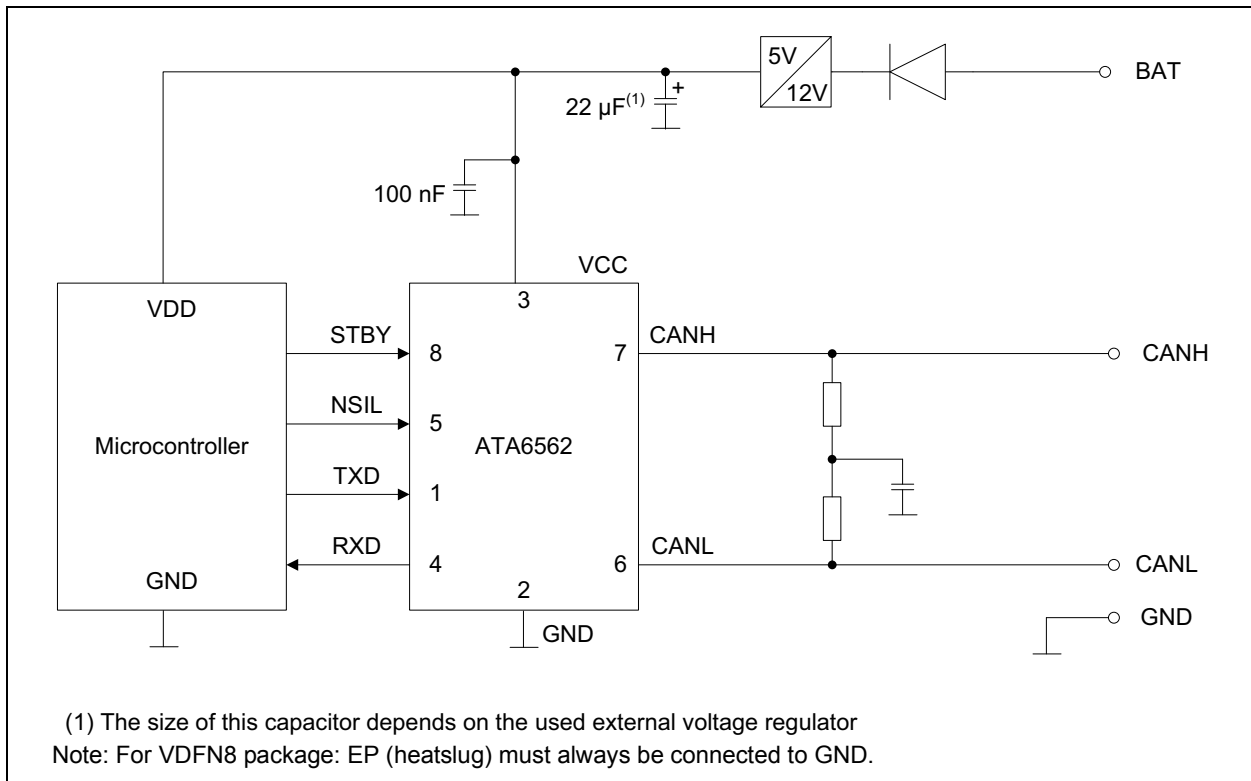 5V
12V
BAT
22 µF(1)
+
100 nF
VCC
VDD
3
STBY
8
7
CANH
CANH
NSIL
5
Microcontroller
ATA6562
TXD
1
RXD
4
CANL
6
CANL
GND
2
GND
GND
(1) The size of this capacitor depends on the used external voltage regulator
Note: For VDFN8 package: EP (heatslug) must always be connected to GND.